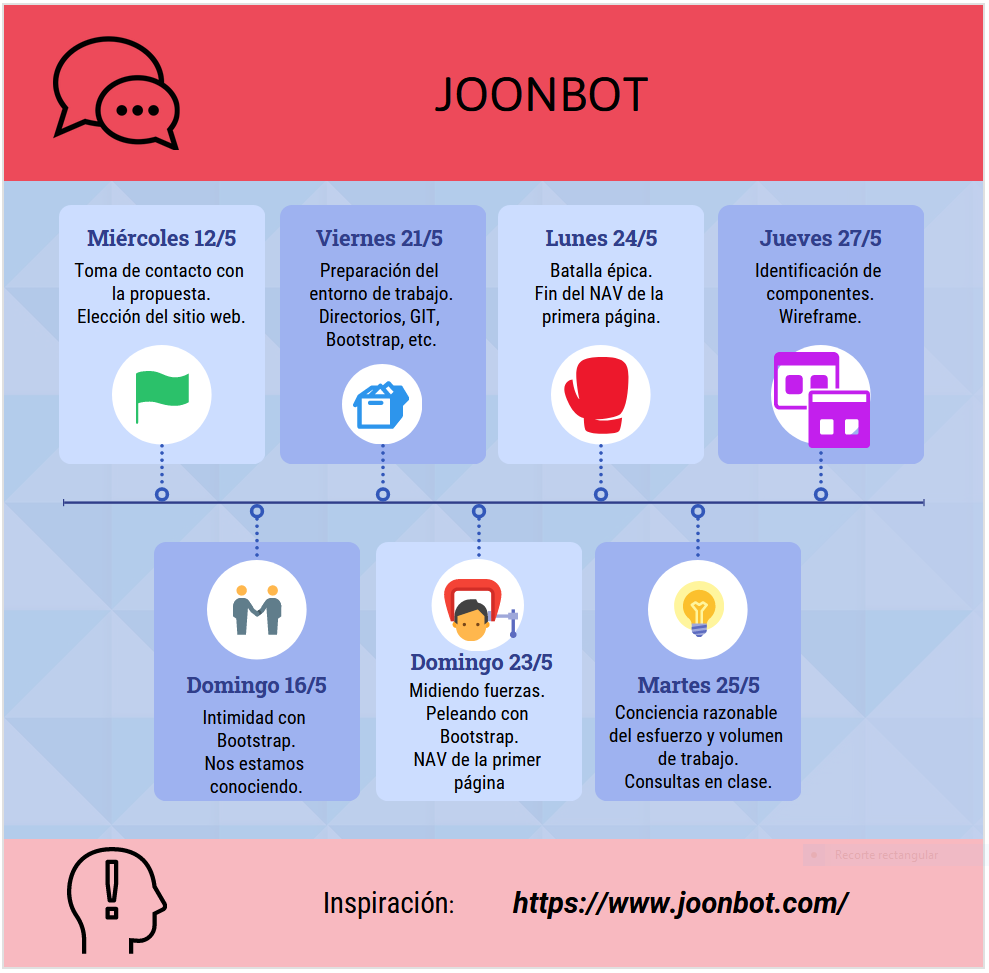 JOONBOT
Miércoles 12/5
Toma de contacto con
la propuesta.
Elección del sitio web.
Viernes 21/5
Preparación del
entorno de trabajo.
Directorios, GIT,
Bootstrap, etc.
Lunes 24/5
Batalla épica.
Fin del NAV de la
primera página.
Jueves 27/5
Identificación de
componentes.
Wireframe.
Domingo 16/5
Intimidad con
Bootstrap.
Nos estamos
conociendo.
Domingo 23/5
Midiendo fuerzas.
Peleando con
Bootstrap.
NAV de la primer
página
Martes 25/5
Conciencia razonable
del esfuerzo y volumen
de trabajo.
Consultas en clase.
Recorte rectangular
Inspiración: https://www.joonbot.com/